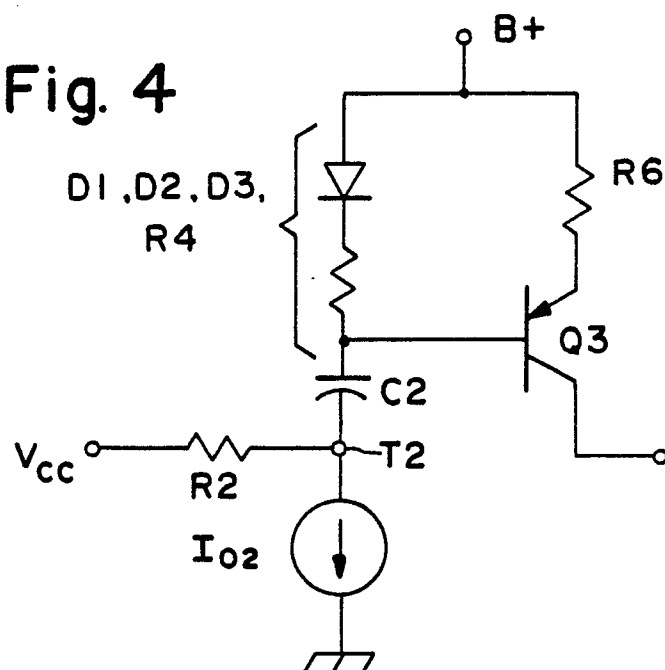 Fig. 4
B+
D1, D2, D3,
R4
R6
Q3
C2
VCC
R2
T2
IO2